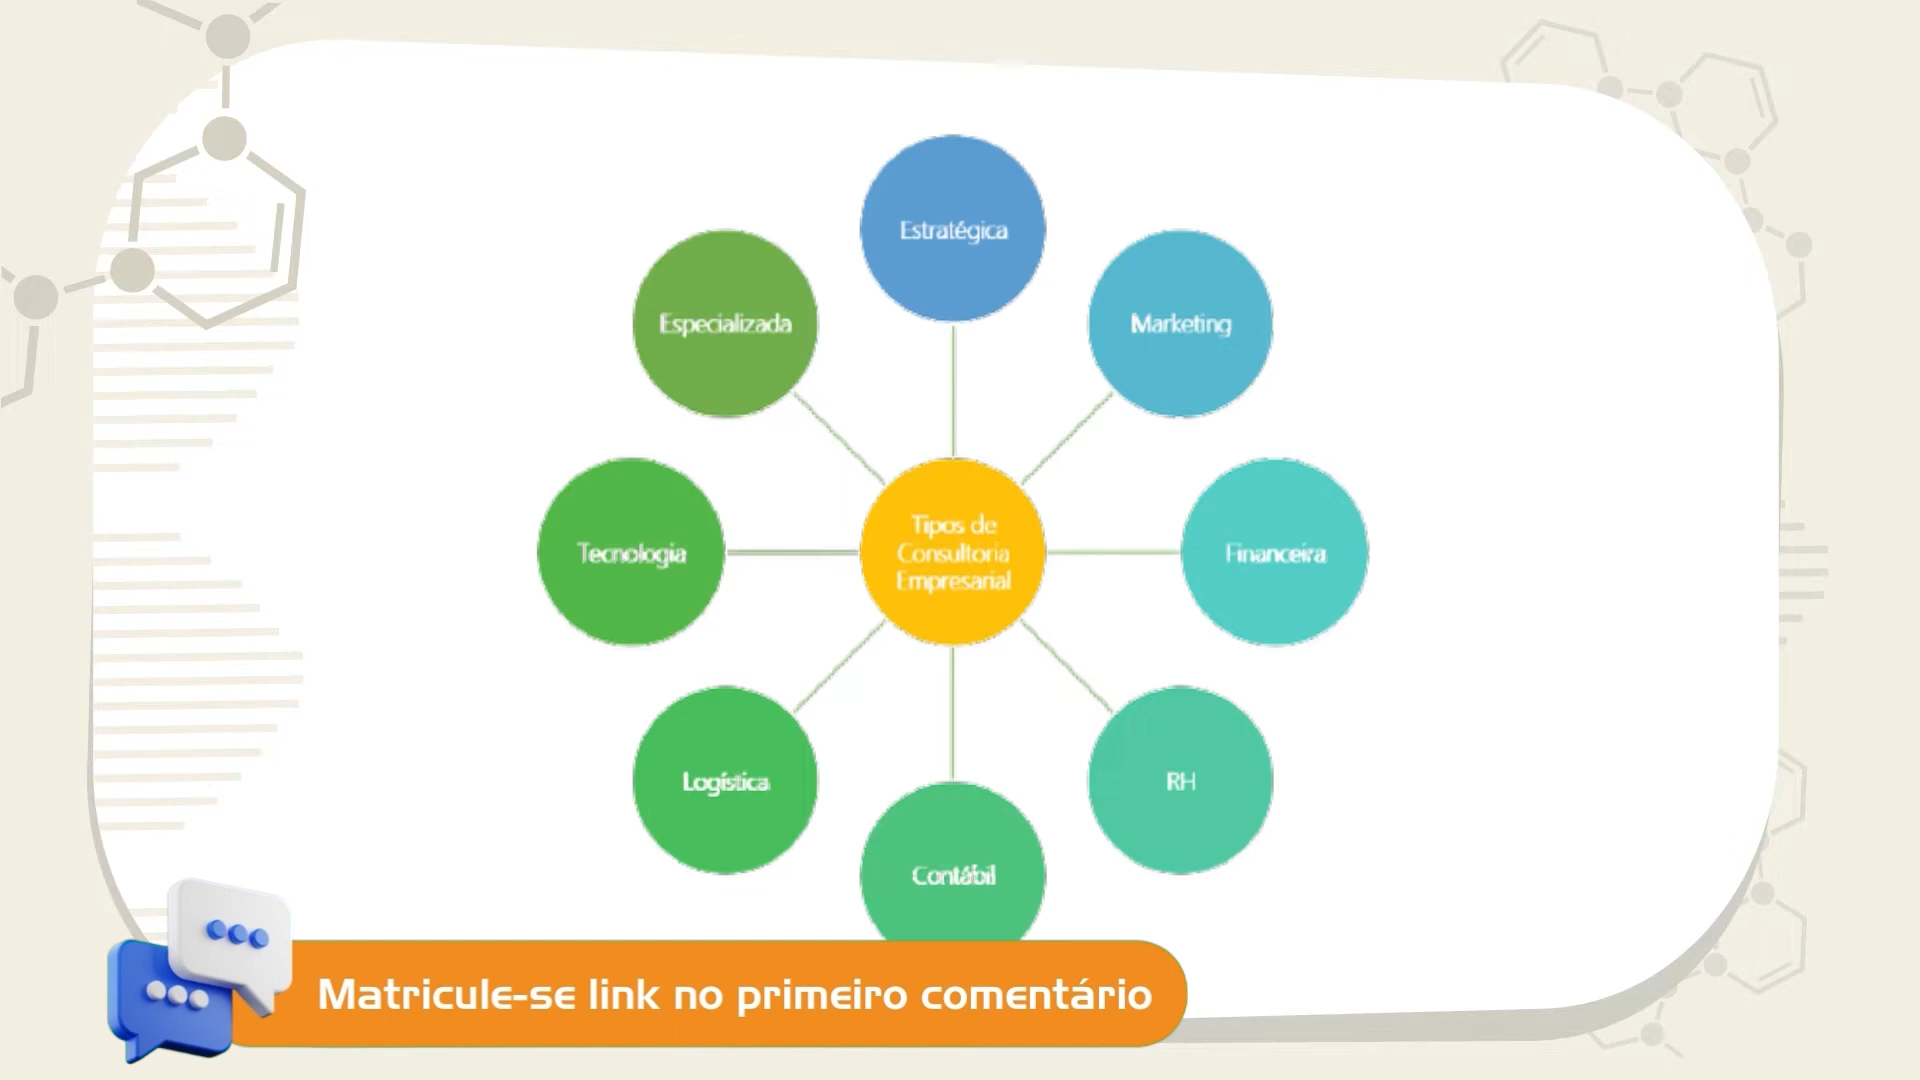 Estratégica
Especializada
Marketing
Tecnologia
Tipos de
Consultoria
Empresarial
Financeira
Logística
RH
Contábil
Matricule-se link no primeiro comentário